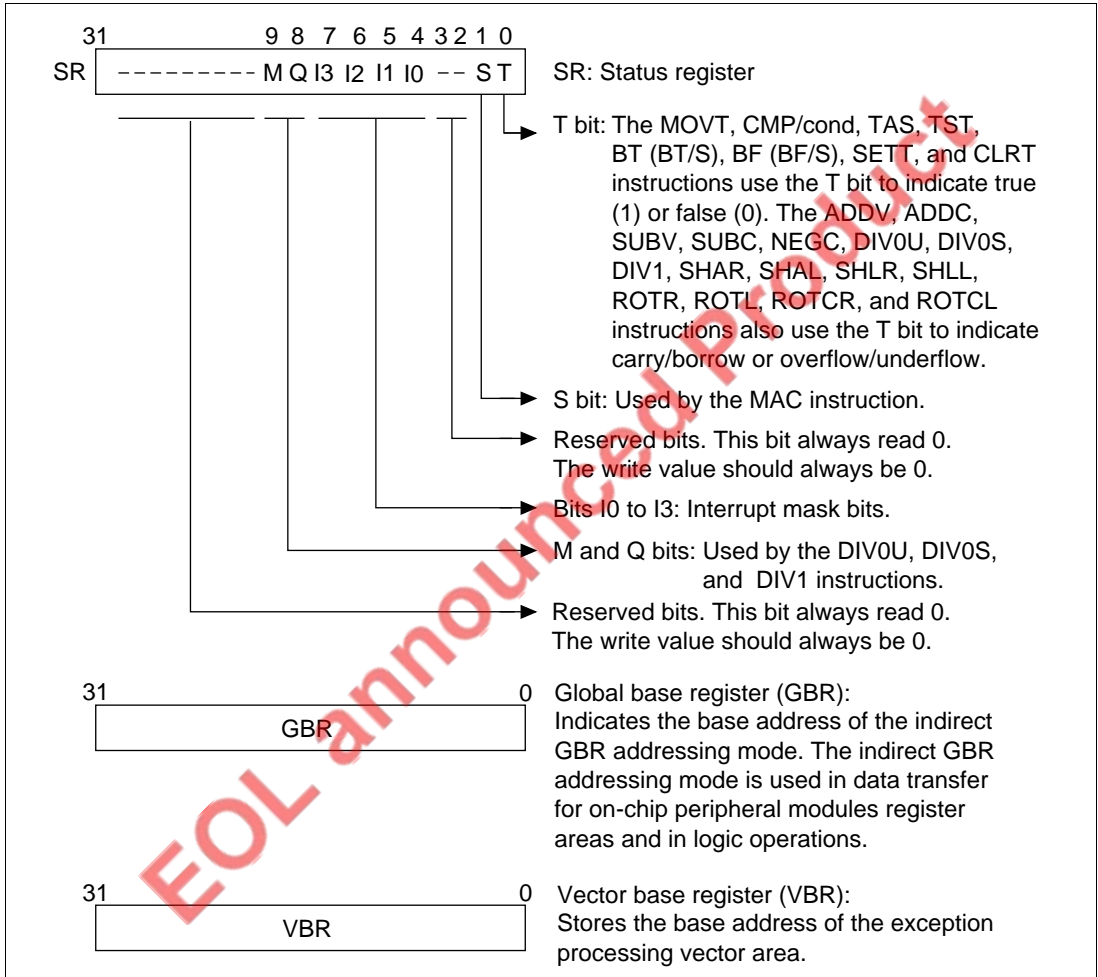 31 9 8 7 6 5 4 3 2 1 0
SR - - - - - - - - - M Q I3 I2 I1 I0 -- S T SR: Status register
T bit: The MOVT, CMP/cond, TAS, TST,
BT (BT/S), BF (BF/S), SETT, and CLRT
instructions use the T bit to indicate true
(1) or false (0). The ADDV, ADDC,
SUBV, SUBC, NEGC, DIV0U, DIV0S,
DIV1, SHAR, SHAL, SHLR, SHLL,
ROTR, ROTL, ROTCR, and ROTCL
instructions also use the T bit to indicate
carry/borrow or overflow/underflow.
S bit: Used by the MAC instruction.
Reserved bits. This bit always read 0.
The write value should always be 0.
Bits I0 to I3: Interrupt mask bits.
M and Q bits: Used by the DIV0U, DIV0S,
and DIV1 instructions.
Reserved bits. This bit always read 0.
The write value should always be 0.
31 0 Global base register (GBR):
GBR
Indicates the base address of the indirect
GBR addressing mode. The indirect GBR
addressing mode is used in data transfer
for on-chip peripheral modules register
areas and in logic operations.
31 0 Vector base register (VBR):
VBR
Stores the base address of the exception
processing vector area.
EOL announced Product